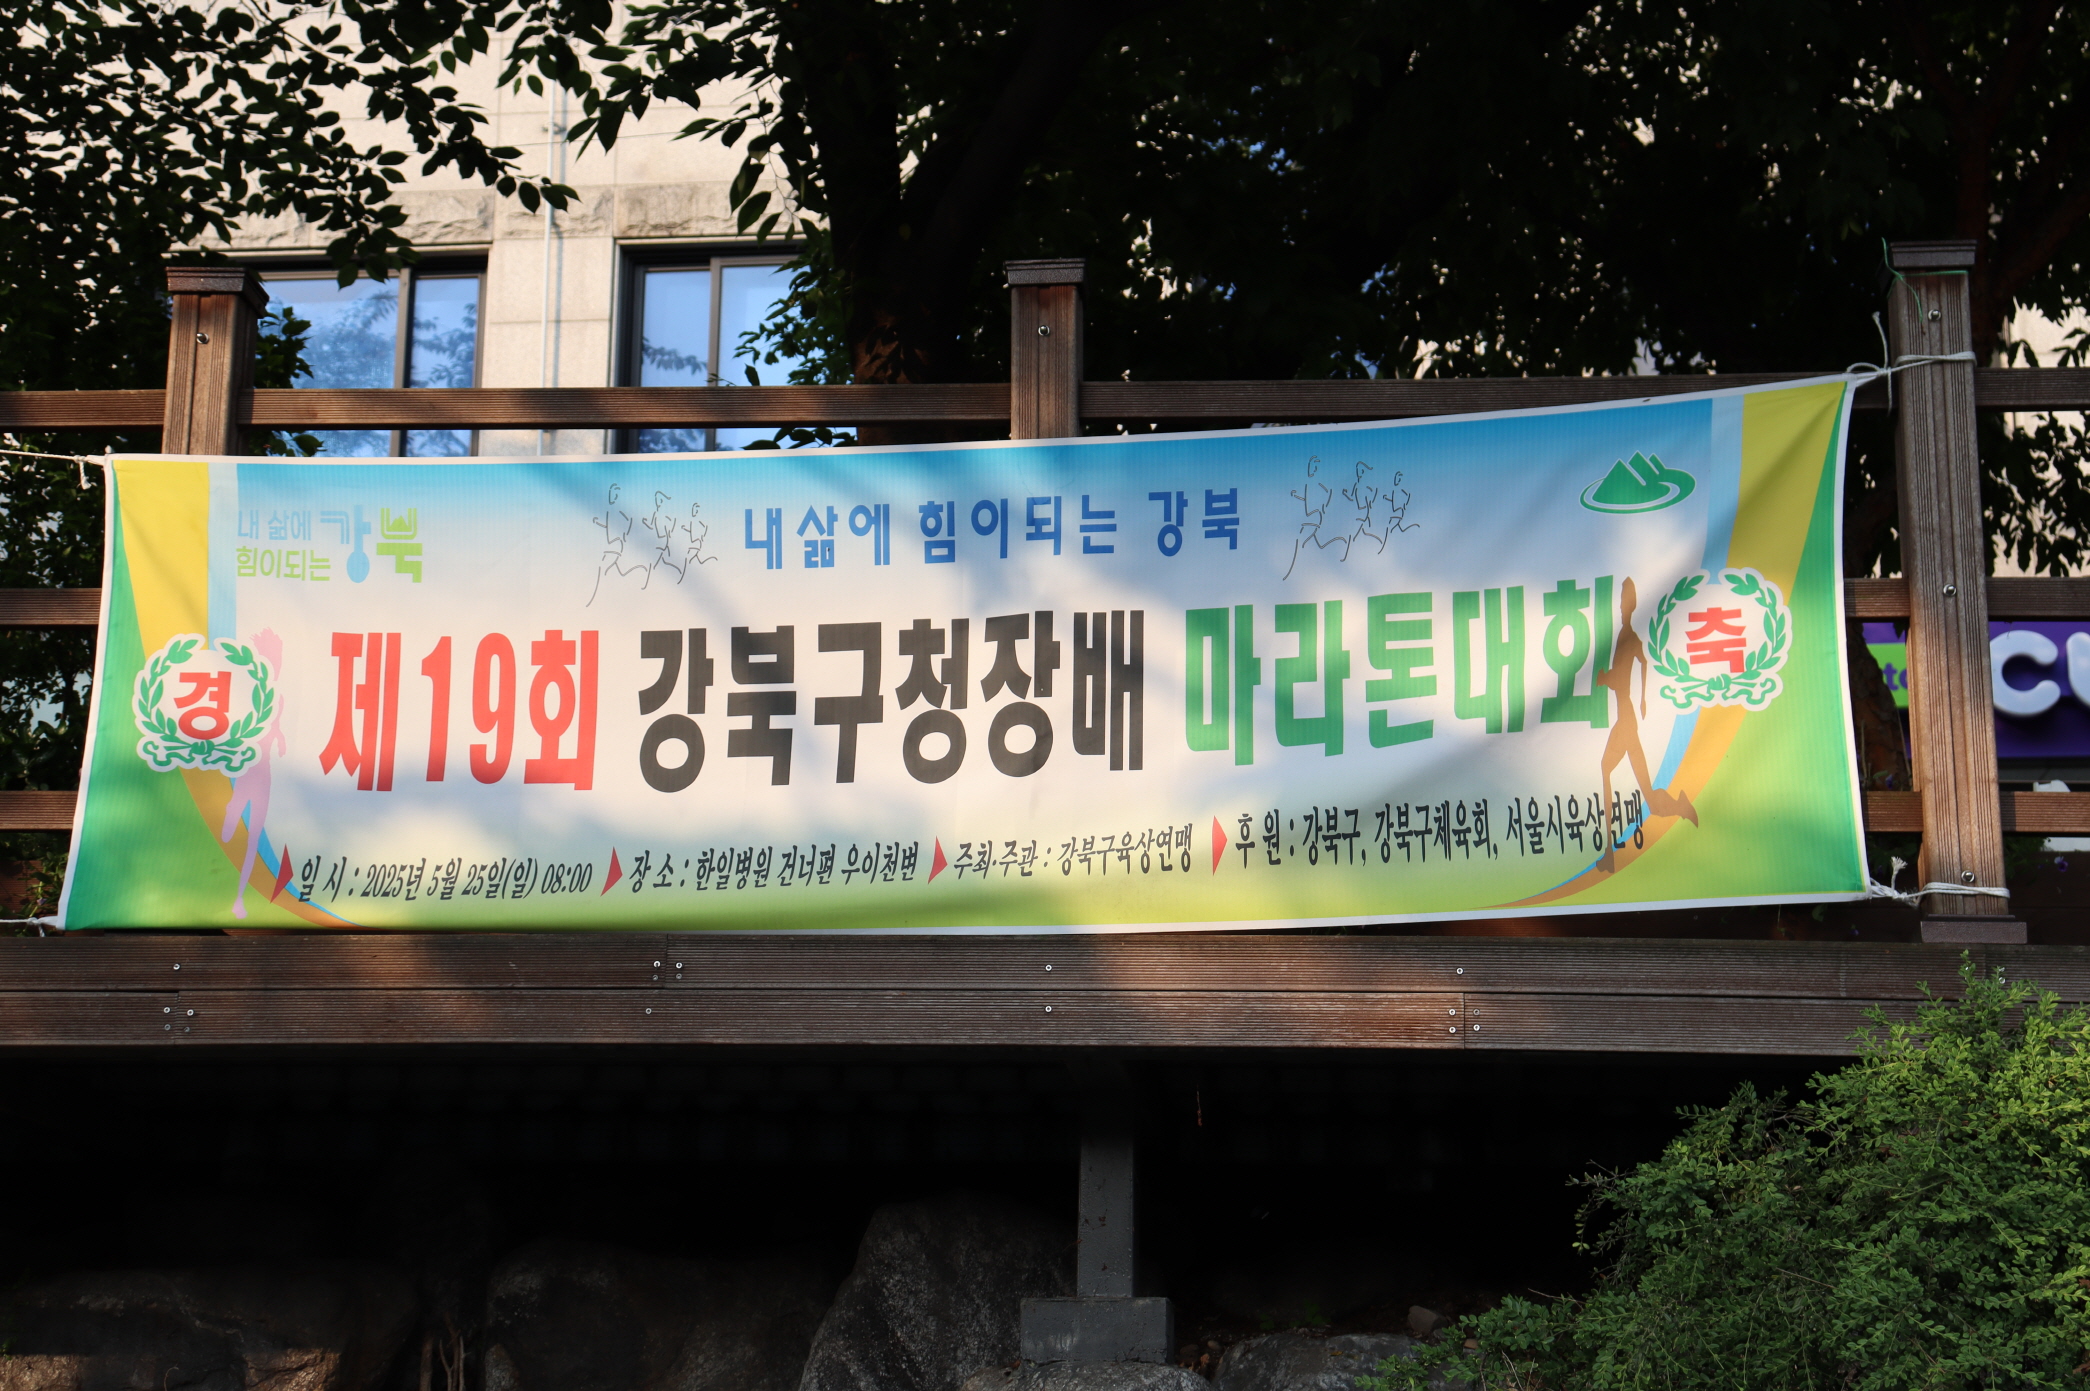 내 삶에
힘이되는 강북
내 삶에 힘이되는 강북
경 축
제19회 강북구청장배 마라톤대회
일 시 : 2025년 5월 25일(일) 08:00 장 소 : 한일병원 건너편 우이천변 주최·주관 : 강북구육상연맹 후 원 : 강북구, 강북구체육회, 서울시육상연맹